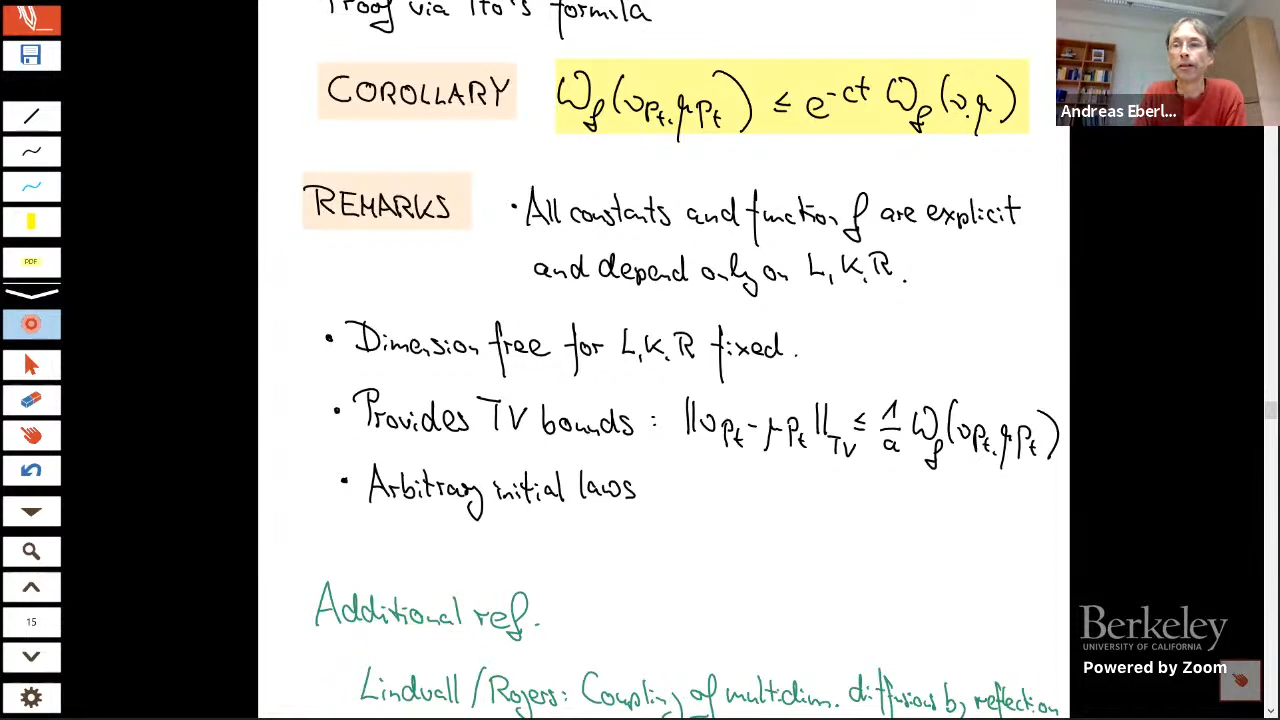 Proof via Ito's formula
COROLLARY W_f(νp_t, μp_t) ≤ e^{-ct} W_f(ν, μ)
Andreas Eberl...
REMARKS · All constants and function f are explicit
and depend only on L, K, R.
· Dimension free for L, K, R fixed.
· Provides TV bounds: ||νp_t - μp_t||_TV ≤ 1/a W_f(νp_t, μp_t)
· Arbitrary initial laws
Additional ref.
Lindvall/Rogers: Coupling of multidim. diffusions by reflection
PDF
15
Berkeley
UNIVERSITY OF CALIFORNIA
Powered by Zoom